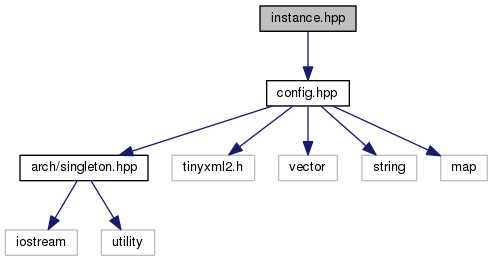 instance.hpp
config.hpp
arch/singleton.hpp
tinyxml2.h
vector
string
map
iostream
utility